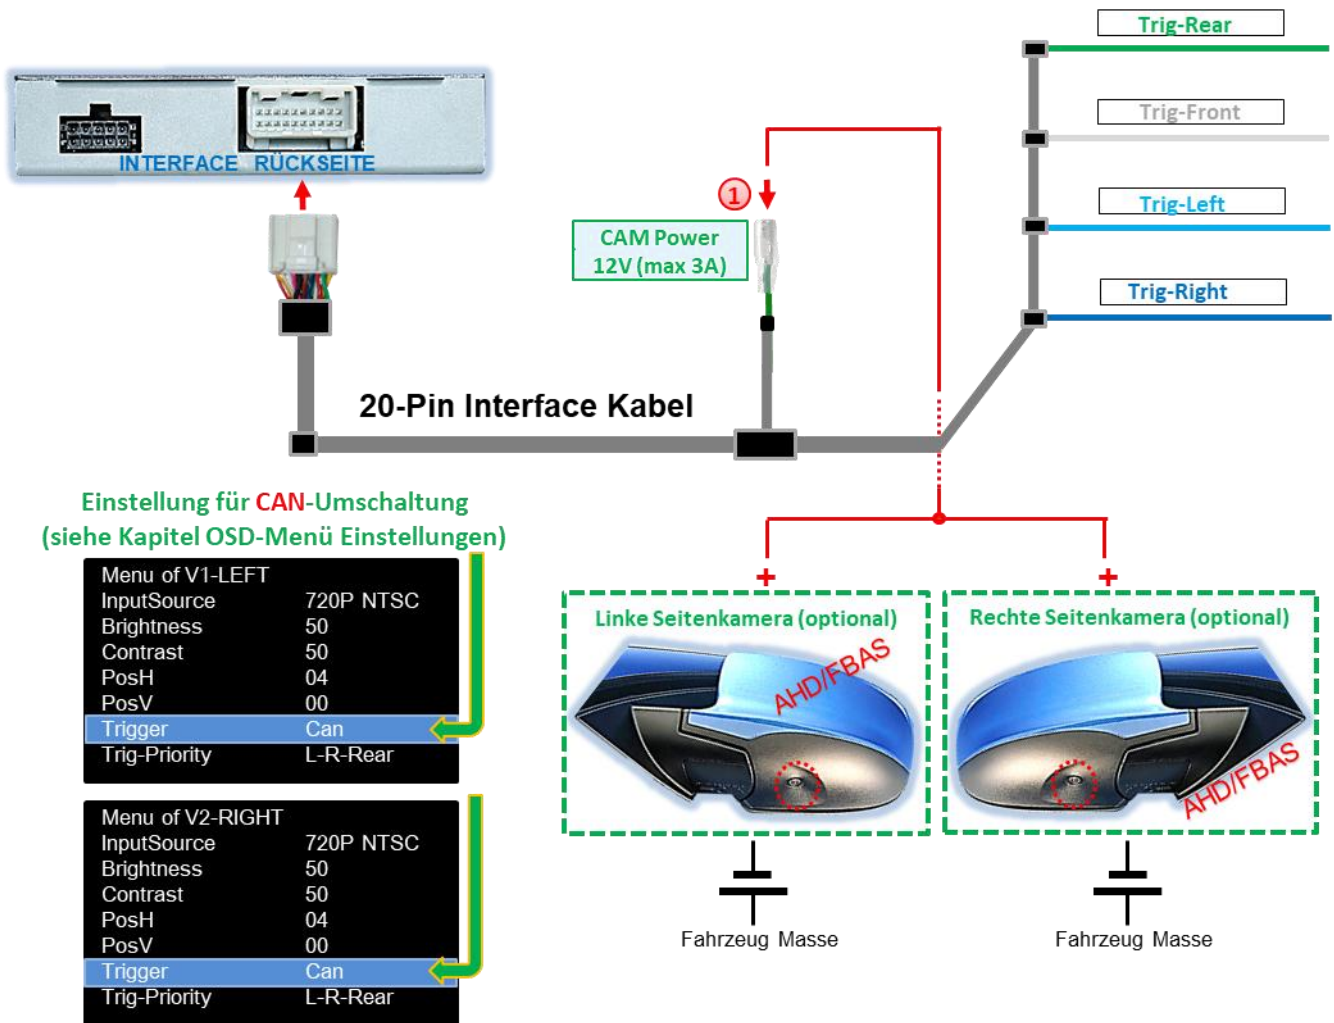 Trig-Rear
Trig-Front
Trig-Left
Trig-Right
INTERFACE RÜCKSEITE
1
CAM Power
12V (max 3A)
20-Pin Interface Kabel
Einstellung für CAN-Umschaltung
(siehe Kapitel OSD-Menü Einstellungen)
Menu of V1-LEFT
InputSource 720P NTSC
Brightness 50
Contrast 50
PosH 04
PosV 00
Trigger Can
Trig-Priority L-R-Rear
Menu of V2-RIGHT
InputSource 720P NTSC
Brightness 50
Contrast 50
PosH 04
PosV 00
Trigger Can
Trig-Priority L-R-Rear
+
+
Linke Seitenkamera (optional)
AHD/FBAS
Rechte Seitenkamera (optional)
AHD/FBAS
Fahrzeug Masse
Fahrzeug Masse